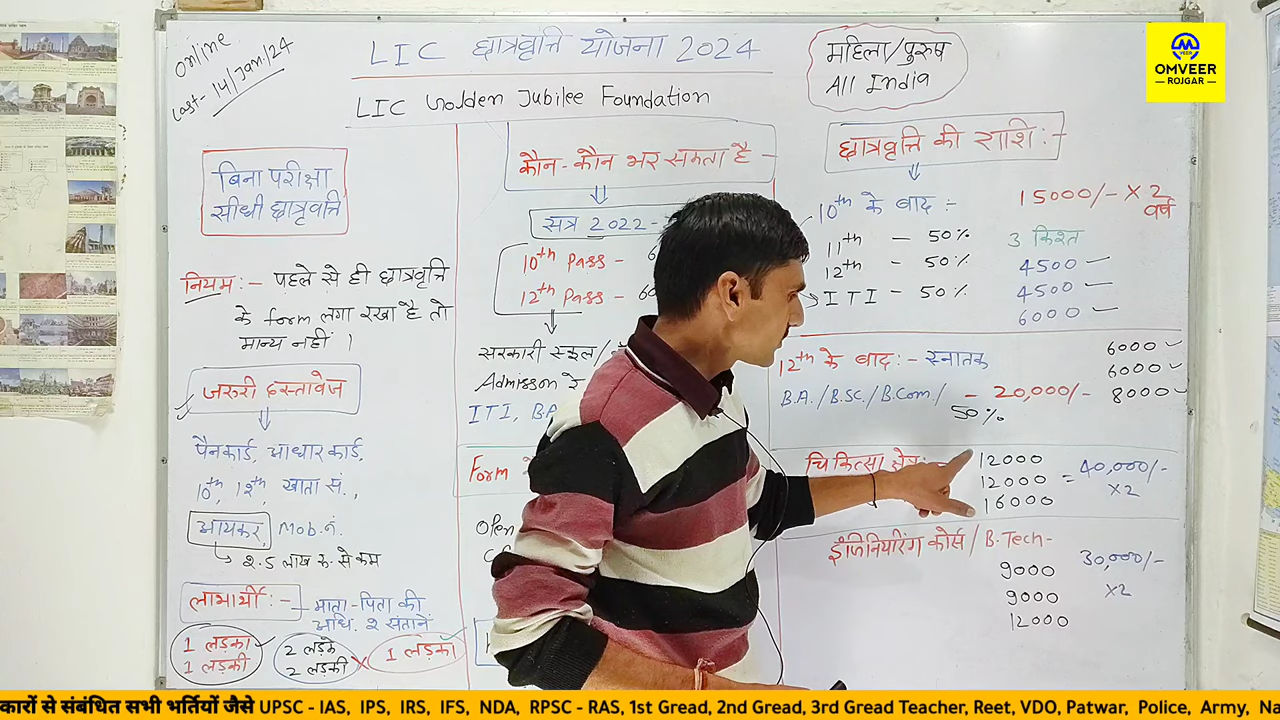 online
last- 14/Jan/24
LIC छात्रवृत्ति योजना 2024
LIC Golden Jubilee Foundation
महिला/पुरुष
All India
OMVEER
ROJGAR
बिना परीक्षा
सीधी छात्रवृत्ति
नियम:- पहले से ही छात्रवृत्ति
के form लगा रखा है तो
मान्य नहीं ।
जरुरी दस्तावेज
पैनकार्ड, आधार कार्ड,
10th, 12th खाता सं.,
आयकर, Mob.नं.
2.5 लाख रु. से कम
लाभार्थी:-
माता-पिता की
अधि. 2 संतानें
1 लड़का
1 लड़की
2 लड़के
2 लड़की
1 लड़का
कौन-कौन भर सकता है -
सत्र 2022-
10th Pass -
12th Pass -
सरकारी स्कूल/
Admission
ITI, B.A
Form
open
छात्रवृत्ति की राशि:-
10th के बाद :-
15000/- X 2
वर्ष
11th - 50%
12th - 50%
ITI - 50%
3 किश्त
4500
4500
6000
12th के बाद:- स्नातक
B.A./B.Sc./B.Com/ - 20,000/-
50%
6000
6000
8000
चिकित्सा क्षेत्र
12000
12000 = 40,000/-
16000
X2
इंजिनियरिंग कोर्स/B.Tech-
9000
9000
12000
30,000/-
X2
कारों से संबंधित सभी भर्तियों जैसे UPSC - IAS, IPS, IRS, IFS, NDA, RPSC - RAS, 1st Gread, 2nd Gread, 3rd Gread Teacher, Reet, VDO, Patwar, Police, Army, Na